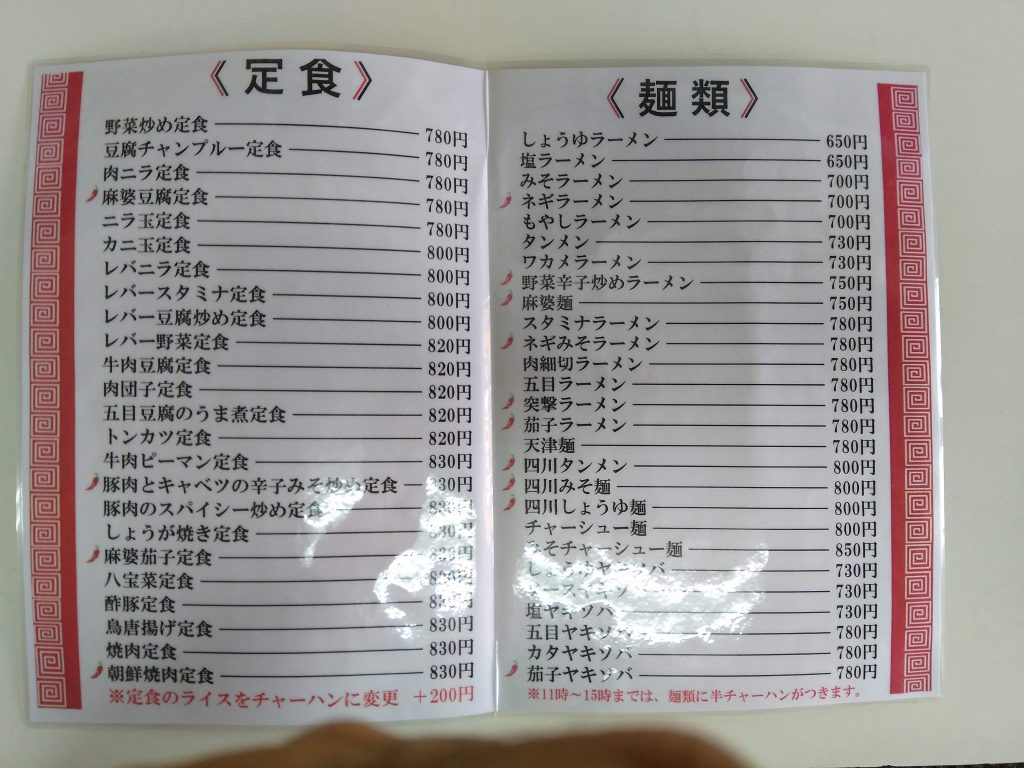 《定食》
野菜炒め定食 780円
豆腐チャンプルー定食 780円
肉ニラ定食 780円
麻婆豆腐定食 780円
ニラ玉定食 780円
カニ玉定食 800円
レバニラ定食 800円
レバースタミナ定食 800円
レバー豆腐炒め定食 800円
レバー野菜定食 820円
牛肉豆腐定食 820円
肉団子定食 820円
五目豆腐のうま煮定食 820円
トンカツ定食 820円
牛肉ピーマン定食 830円
豚肉とキャベツの辛子みそ炒め定食 830円
豚肉のスパイシー炒め定食
しょうが焼き定食
麻婆茄子定食
八宝菜定食
酢豚定食
鳥唐揚げ定食 830円
焼肉定食 830円
朝鮮焼肉定食 830円
※定食のライスをチャーハンに変更 +200円
《麺類》
しょうゆラーメン 650円
塩ラーメン 650円
みそラーメン 700円
ネギラーメン 700円
もやしラーメン 700円
タンメン 730円
ワカメラーメン 730円
野菜辛子炒めラーメン 750円
麻婆麺 750円
スタミナラーメン 780円
ネギみそラーメン 780円
肉細切ラーメン 780円
五目ラーメン 780円
突撃ラーメン 780円
茄子ラーメン 780円
天津麺 780円
四川タンメン 800円
四川みそ麺 800円
四川しょうゆ麺 800円
チャーシュー麺 800円
みそチャーシュー麺 850円
しょうゆヤキソバ 730円
730円
塩ヤキソバ 730円
五目ヤキソバ 780円
カタヤキソバ 780円
茄子ヤキソバ 780円
※11時〜15時までは、麺類に半チャーハンがつきます。